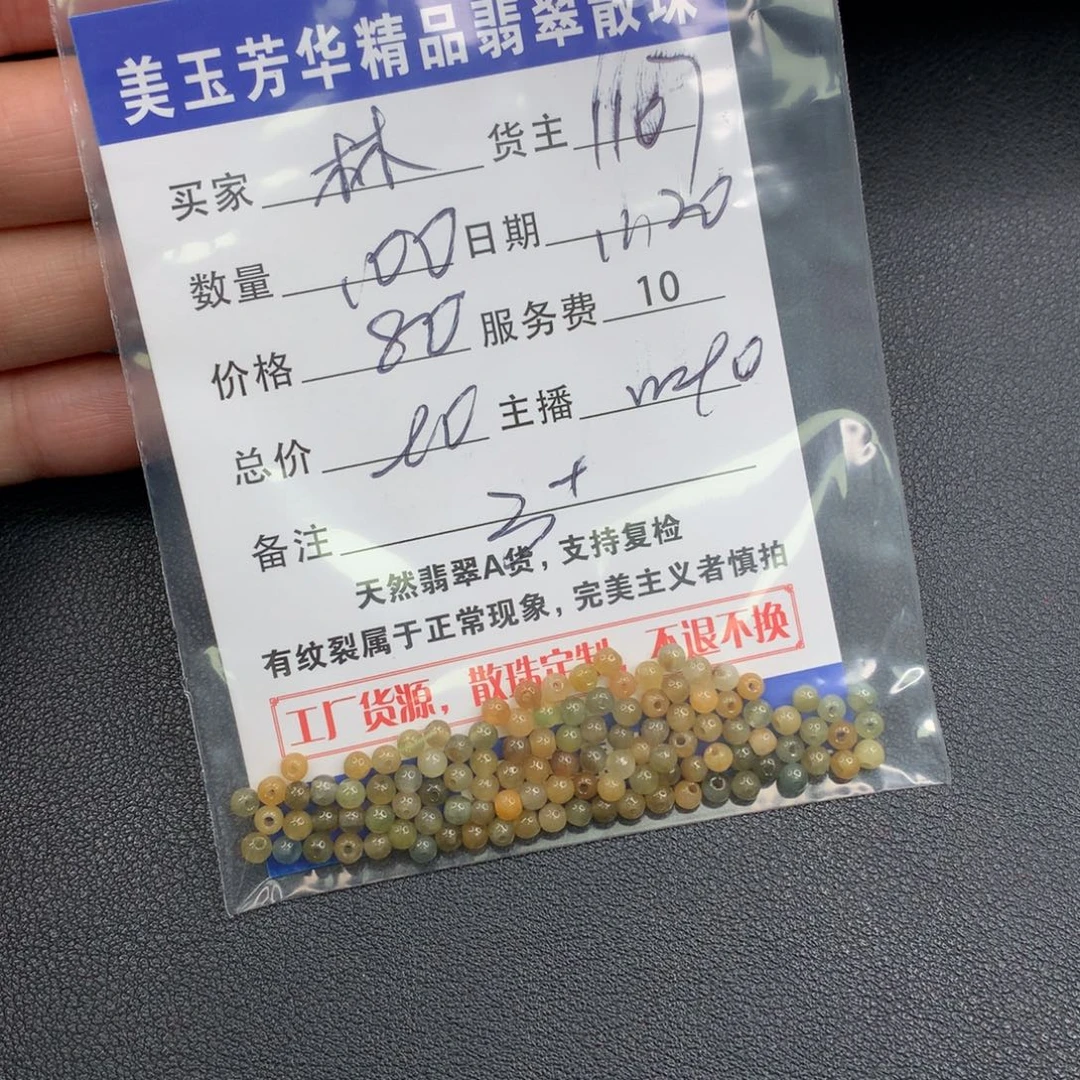 美玉芳华精品翡翠散珠
买家 林 货主
数量 100 日期 11.20
价格 80 服务费 10
总价 主播
备注 3+
天然翡翠A货，支持复检
有纹裂属于正常现象，完美主义者慎拍
工厂货源，散珠定制，不退不换